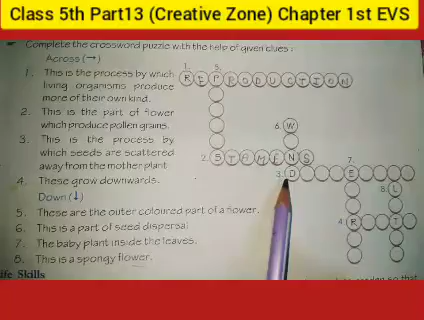 Class 5th Part13 (Creative Zone) Chapter 1st EVS
Complete the crossword puzzle with the help of given clues :
Across (→)
1. This is the process by which
living organisms produce
more of their own kind.
2. This is the part of flower
which produce pollen grains.
3. This is the process by
which seeds are scattered
away from the mother plant
4. These grow downwards.
Down (↓)
5. These are the outer coloured part of a flower.
6. This is a part of seed dispersal
7. The baby plant inside the leaves.
8. This is a spongy flower.
ife Skills
1. 5.
R E P R O D U C T I O N
6. W
2. S T A M E N S
7.
3. D E
8. L
4. R T
so that